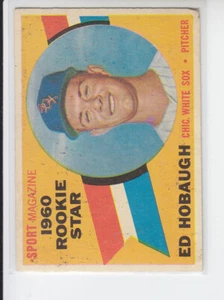 SPORT MAGAZINE
1960
ROOKIE
STAR
ED HOBAUGH
CHIC WHITE SOX • PITCHER